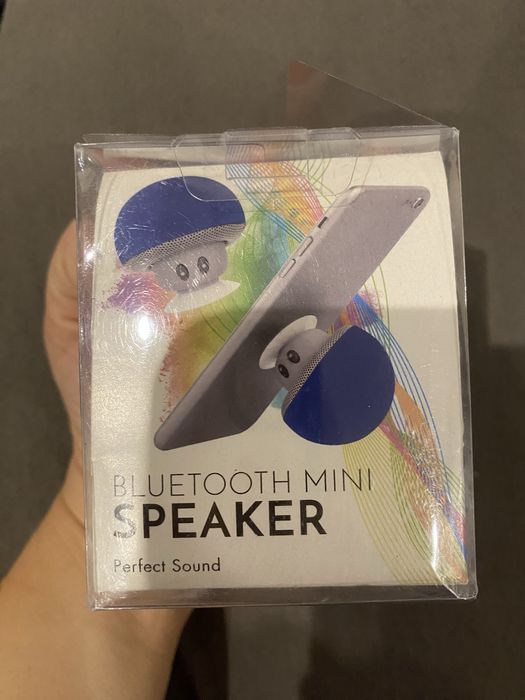 BLUETOOTH MINI
SPEAKER
Perfect Sound